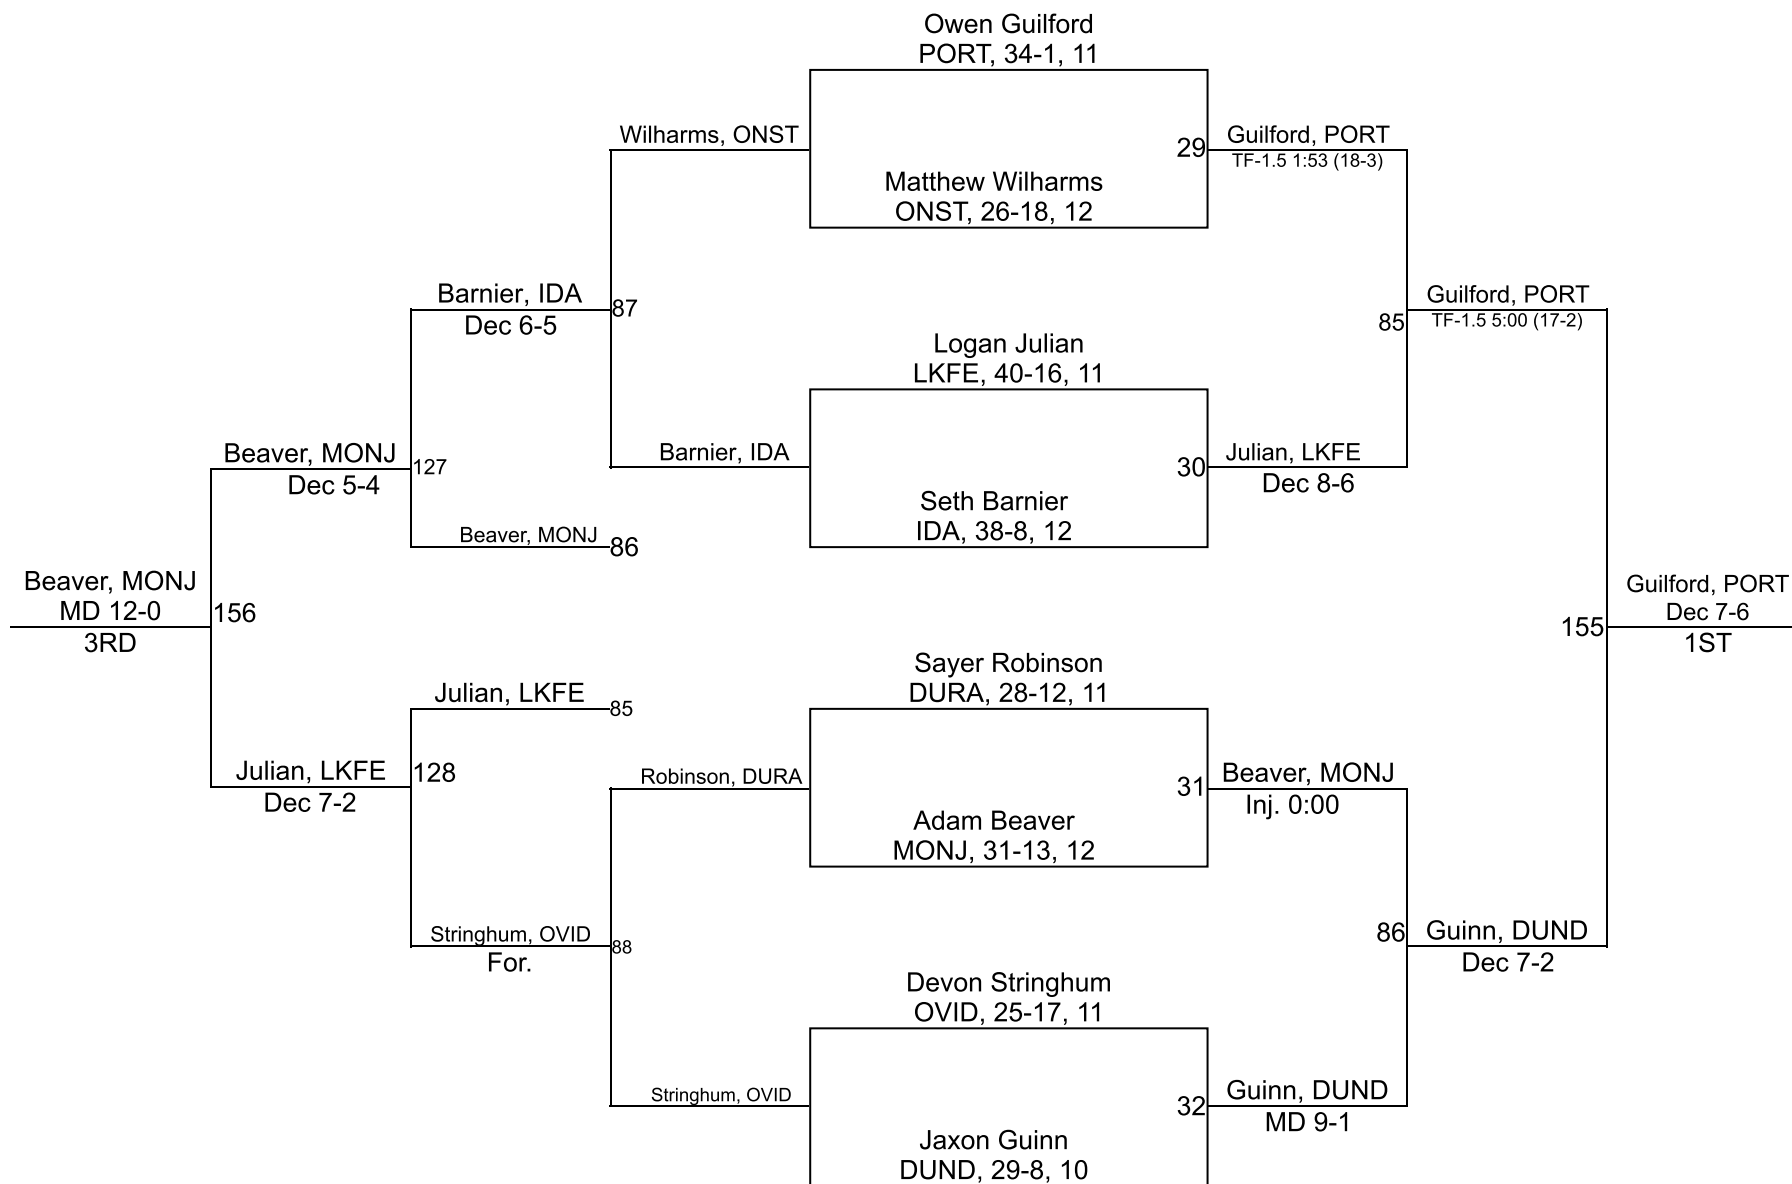 Owen Guilford
PORT, 34-1, 11
Wilharms, ONST
29
Guilford, PORT
TF-1.5 1:53 (18-3)
Matthew Wilharms
ONST, 26-18, 12
Barnier, IDA
Dec 6-5
87
85
Guilford, PORT
TF-1.5 5:00 (17-2)
Logan Julian
LKFE, 40-16, 11
Beaver, MONJ
Dec 5-4
127
Barnier, IDA
30
Julian, LKFE
Dec 8-6
Seth Barnier
IDA, 38-8, 12
Beaver, MONJ
86
Beaver, MONJ
MD 12-0
3RD
156
155
Guilford, PORT
Dec 7-6
1ST
Sayer Robinson
DURA, 28-12, 11
Julian, LKFE
85
Julian, LKFE
Dec 7-2
128
Robinson, DURA
31
Beaver, MONJ
Inj. 0:00
Adam Beaver
MONJ, 31-13, 12
Stringhum, OVID
For.
88
86
Guinn, DUND
Dec 7-2
Devon Stringhum
OVID, 25-17, 11
Stringhum, OVID
32
Guinn, DUND
MD 9-1
Jaxon Guinn
DUND, 29-8, 10